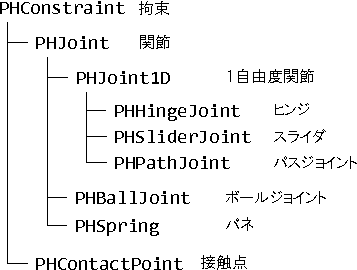 PHConstraint 拘束
PHJoint 関節
PHJoint1D 1自由度関節
PHHingeJoint ヒンジ
PHSliderJoint スライダ
PHPathJoint パスジョイント
PHBallJoint ボールジョイント
PHSpring バネ
PHContactPoint 接触点